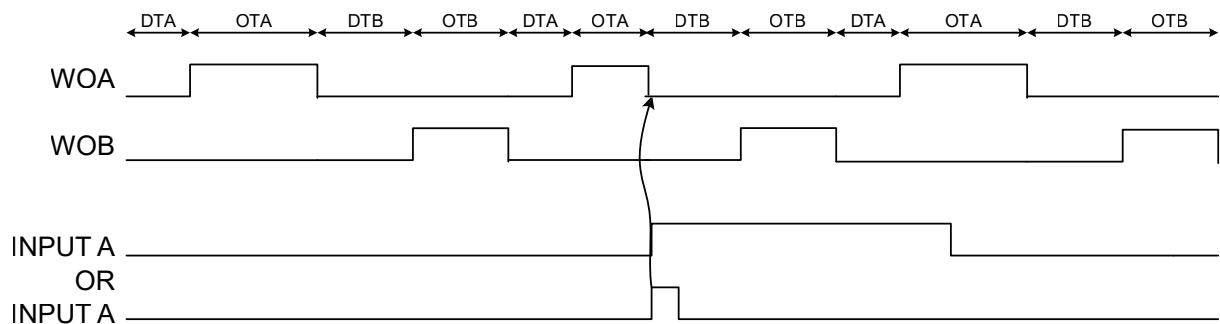 DTA OTA DTB OTB DTA OTA DTB OTB DTA OTA DTB OTB
WOA
WOB
INPUT A
OR
INPUT A